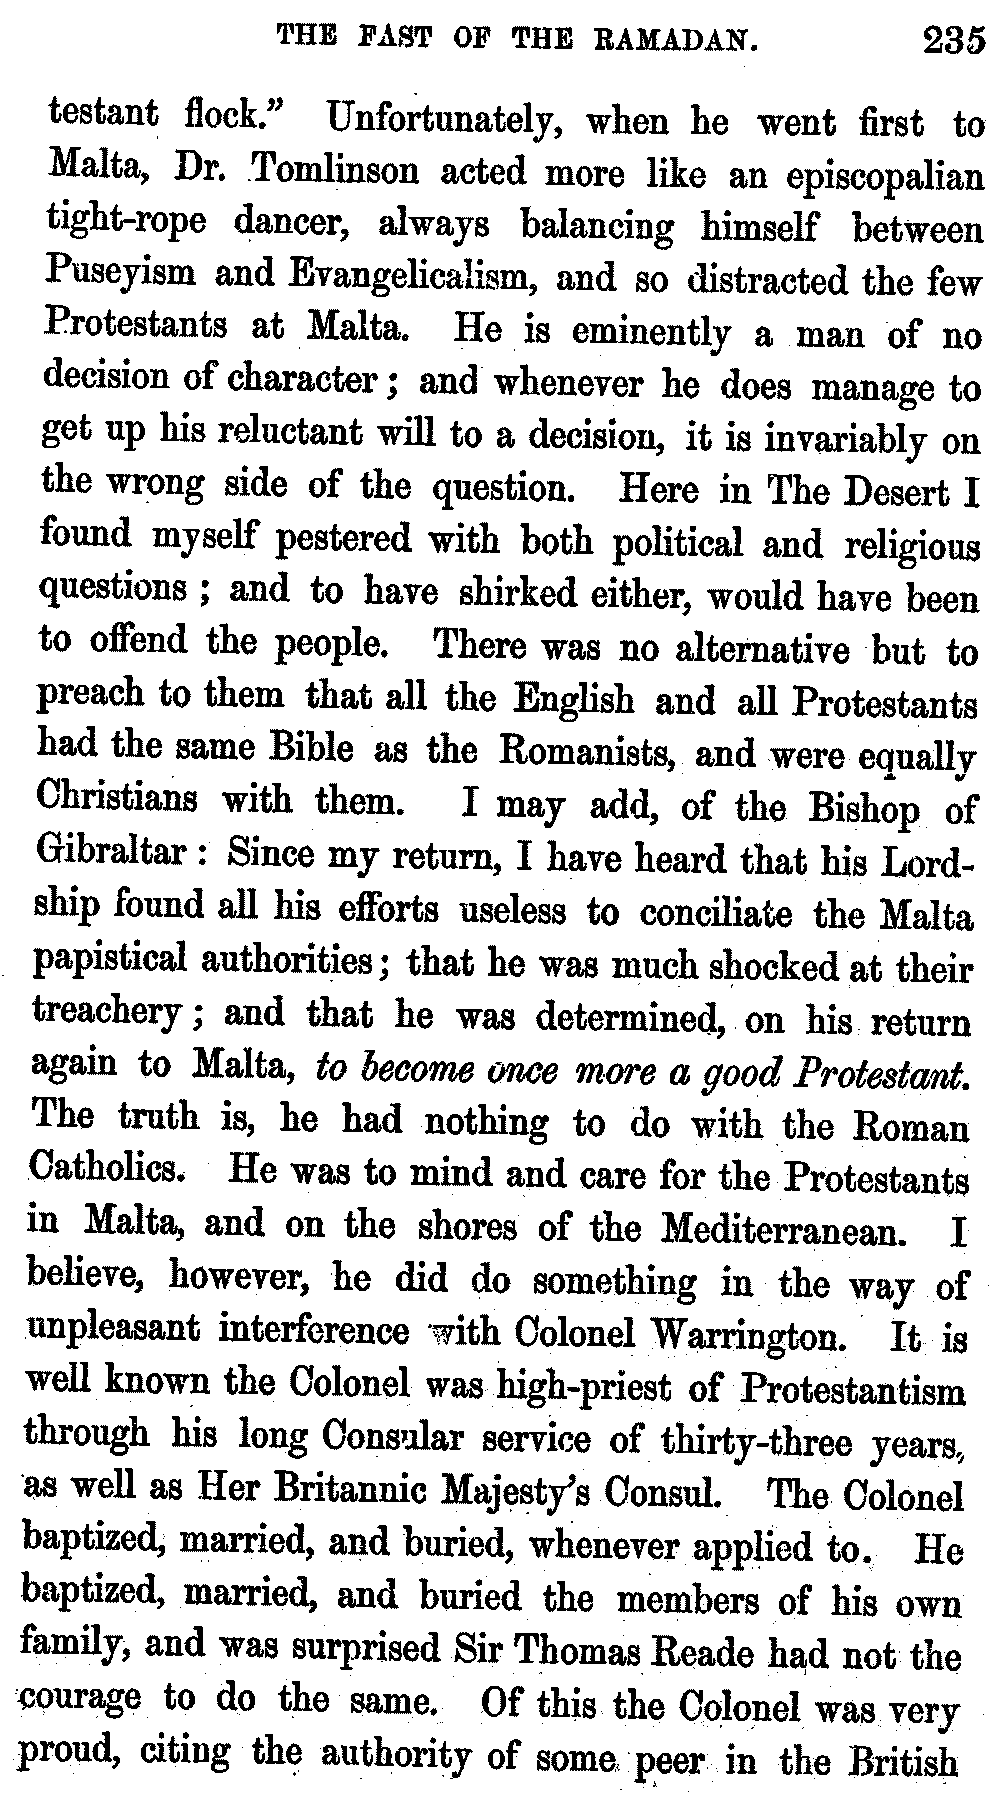 THE FAST OF THE RAMADAN. 235
testant flock.” Unfortunately, when he went first to
Malta, Dr. Tomlinson acted more like an episcopalian
tight-rope dancer, always balancing himself between
Puseyism and Evangelicalism, and so distracted the few
Protestants at Malta. He is eminently a man of no
decision of character; and whenever he does manage to
get up his reluctant will to a decision, it is invariably on
the wrong side of the question. Here in The Desert I
found myself pestered with both political and religious
questions; and to have shirked either, would have been
to offend the people. There was no alternative but to
preach to them that all the English and all Protestants
had the same Bible as the Romanists, and were equally
Christians with them. I may add, of the Bishop of
Gibraltar: Since my return, I have heard that his Lord-
ship found all his efforts useless to conciliate the Malta
papistical authorities; that he was much shocked at their
treachery; and that he was determined, on his return
again to Malta, to become once more a good Protestant.
The truth is, he had nothing to do with the Roman
Catholics. He was to mind and care for the Protestants
in Malta, and on the shores of the Mediterranean. I
believe, however, he did do something in the way of
unpleasant interference with Colonel Warrington. It is
well known the Colonel was high-priest of Protestantism
through his long Consular service of thirty-three years,
as well as Her Britannic Majesty’s Consul. The Colonel
baptized, married, and buried, whenever applied to. He
baptized, married, and buried the members of his own
family, and was surprised Sir Thomas Reade had not the
courage to do the same. Of this the Colonel was very
proud, citing the authority of some peer in the British